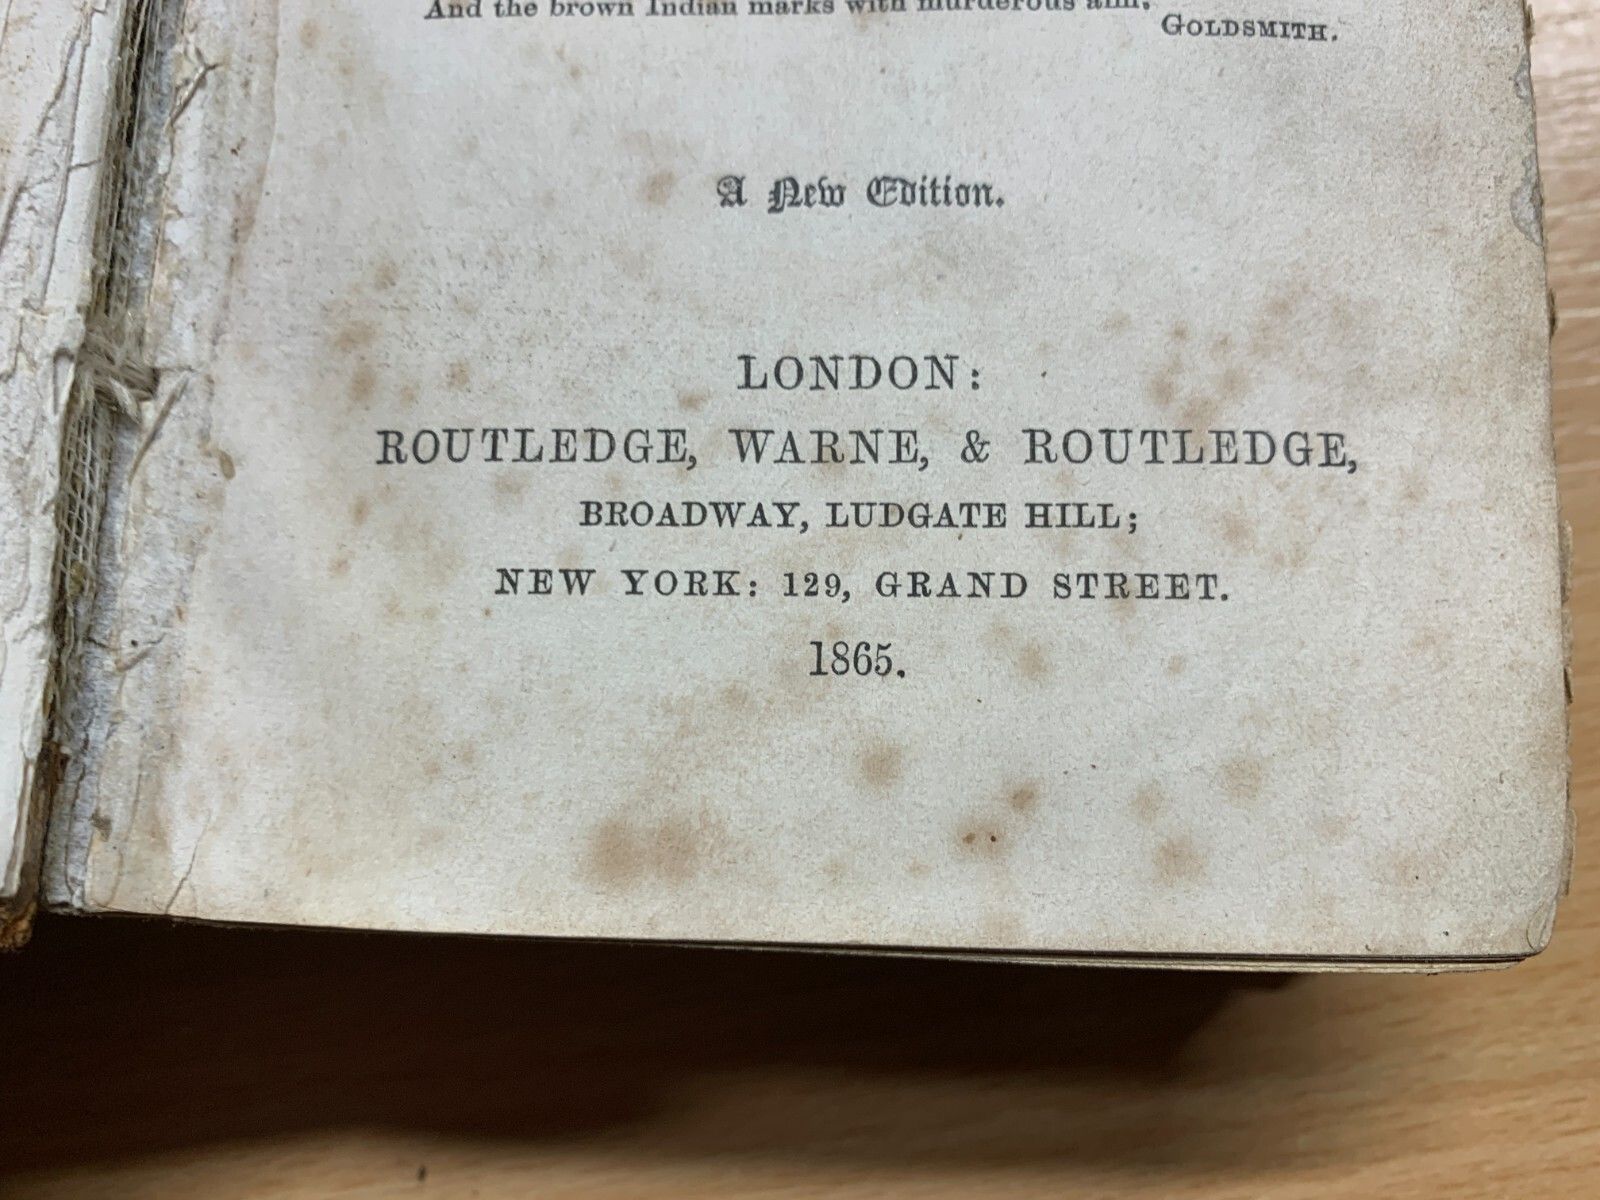 And the brown Indian marks with murderous aim.
GOLDSMITH.
A New Edition.
LONDON:
ROUTLEDGE, WARNE, & ROUTLEDGE,
BROADWAY, LUDGATE HILL;
NEW YORK: 129, GRAND STREET.
1865.